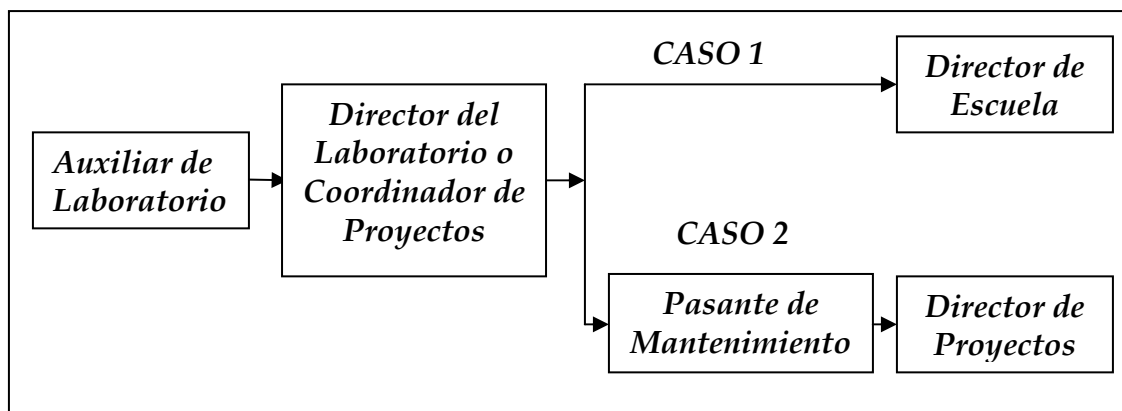 Auxiliar de
Laboratorio
Director del
Laboratorio o
Coordinador de
Proyectos
CASO 1
Director de
Escuela
CASO 2
Pasante de
Mantenimiento
Director de
Proyectos